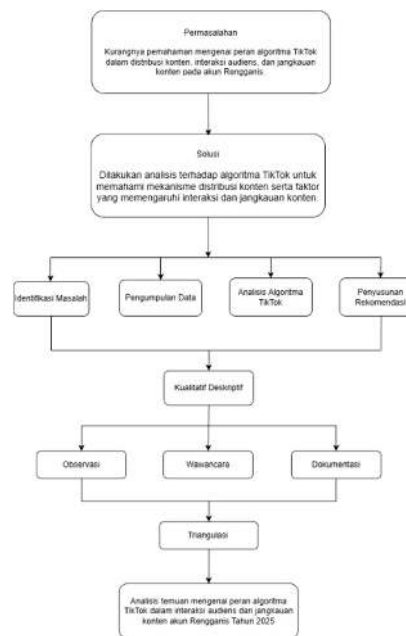 Permasalahan
Kurangnya pemahaman mengenai peran algoritma TikTok
dalam distribusi konten, interaksi audiens, dan jangkauan
konten pada akun Rengganis.
Solusi
Dilakukan analisis terhadap algoritma TikTok untuk
memahami mekanisme distribusi konten serta faktor
yang memengaruhi interaksi dan jangkauan konten.
Identifikasi Masalah
Pengumpulan Data
Analisis Algoritma
TikTok
Penyusunan
Rekomendasi
Kualitatif Deskriptif
Observasi
Wawancara
Dokumentasi
Triangulasi
Analisis temuan mengenai peran algoritma
TikTok dalam interaksi audiens dan jangkauan
konten akun Rengganis Tahun 2025